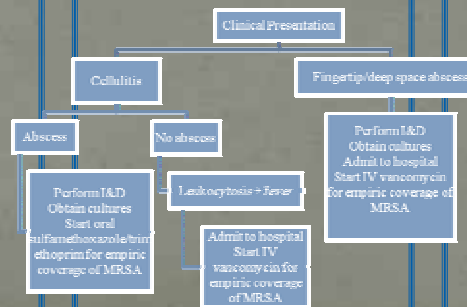 Clinical Presentation
Cellulitis
Fingertip/deep space abscess
Abscess
No abscess
Perform I&D
Obtain cultures
Start oral
sulfamethoxazole/trim
ethoprim for empiric
coverage of MRSA
Leukocytosis + Fever
Admit to hospital
Start IV
vancomycin for
empiric coverage
of MRSA
Perform I&D
Obtain cultures
Admit to hospital
Start IV vancomycin
for empiric coverage of
MRSA